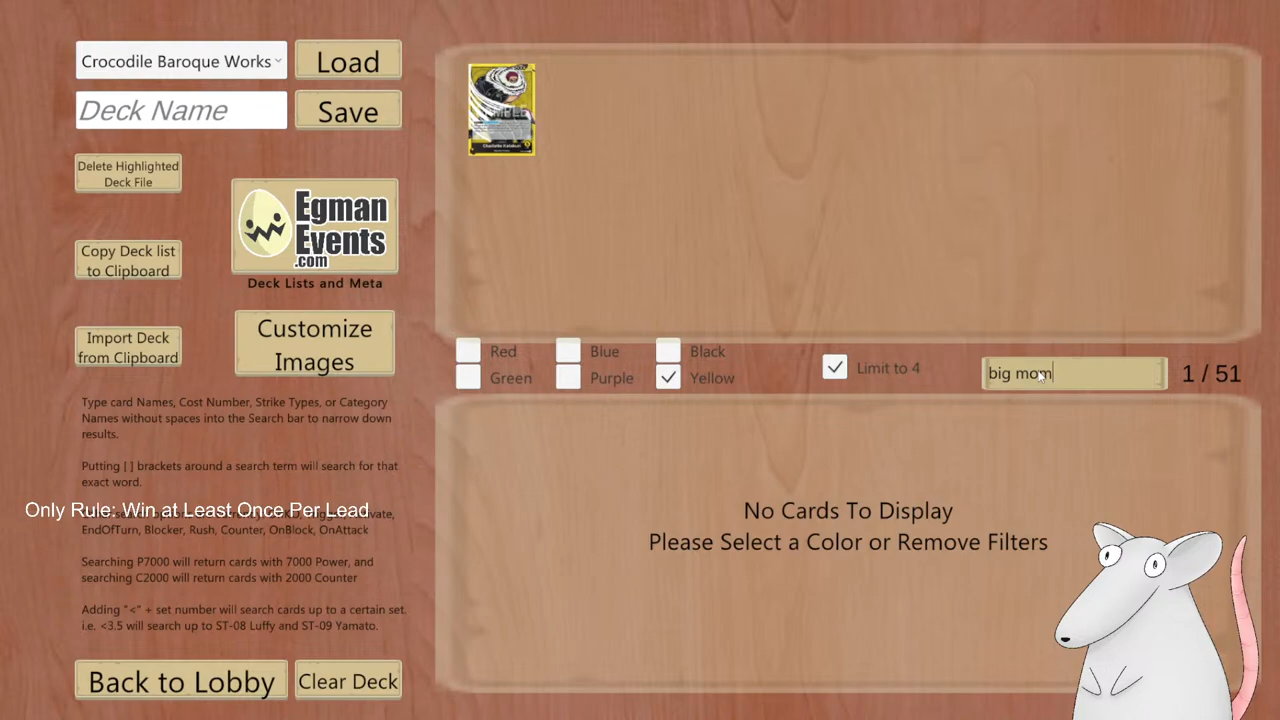 Crocodile Baroque Works
Load
Deck Name
Save
Delete Highlighted
Deck File
Egman
Events
.com
Deck Lists and Meta
Copy Deck list
to Clipboard
Import Deck
from Clipboard
Customize
Images
Charlotte Katakuri
Red
Blue
Black
Green
Purple
Yellow
Limit to 4
big mom
1 / 51
Type card Names, Cost Number, Strike Types, or Category
Names without spaces into the Search bar to narrow down
results.
Putting [ ] brackets around a search term will search for that
exact word.
Only Rule: Win at Least Once Per Lead
EndOfTurn, Blocker, Rush, Counter, OnBlock, OnAttack
Searching P7000 will return cards with 7000 Power, and
searching C2000 will return cards with 2000 Counter
Adding "<" + set number will search cards up to a certain set.
i.e. <3.5 will search up to ST-08 Luffy and ST-09 Yamato.
No Cards To Display
Please Select a Color or Remove Filters
Back to Lobby
Clear Deck